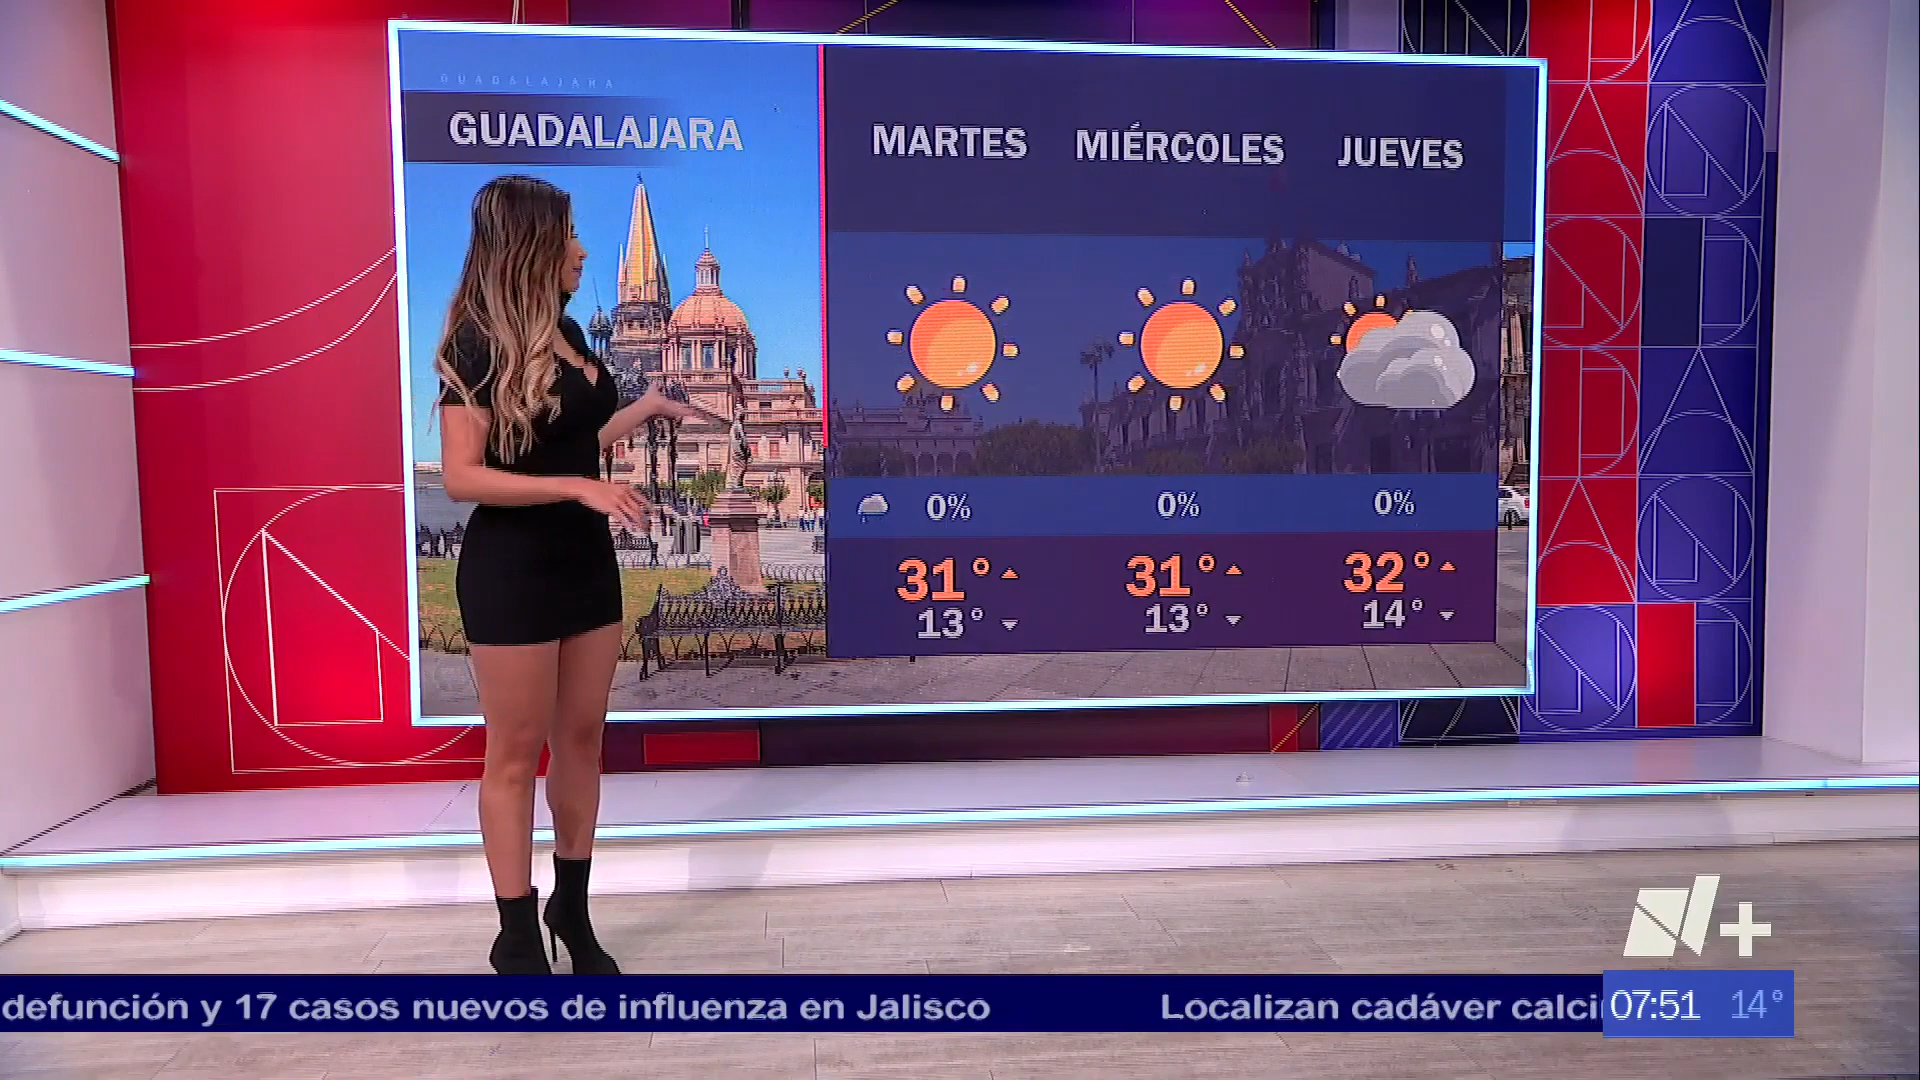 GUADALAJARA
GUADALAJARA
MARTES MIÉRCOLES JUEVES
0% 0% 0%
31° 31° 32°
13° 13° 14°
N+
defunción y 17 casos nuevos de influenza en Jalisco Localizan cadáver
07:51 14°